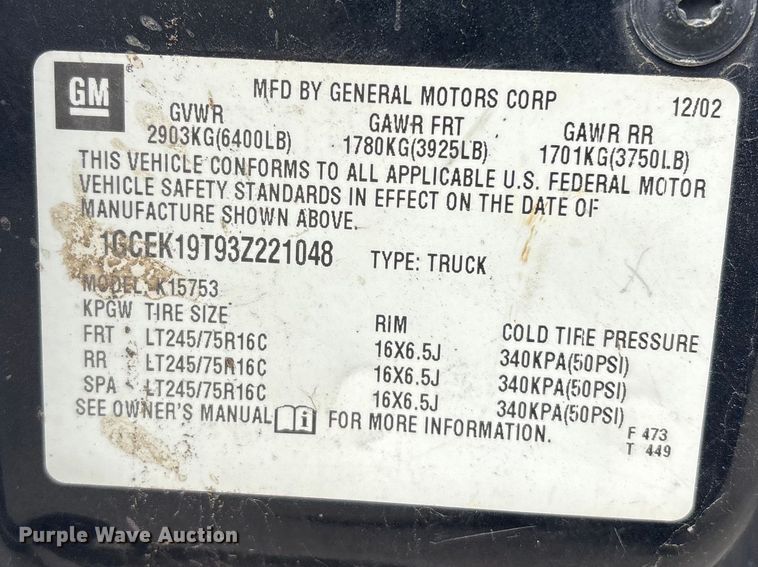 GM
MFD BY GENERAL MOTORS CORP 12/02
GVWR GAWR FRT GAWR RR
2903KG(6400LB) 1780KG(3925LB) 1701KG(3750LB)
THIS VEHICLE CONFORMS TO ALL APPLICABLE U.S. FEDERAL MOTOR
VEHICLE SAFETY STANDARDS IN EFFECT ON THE DATE OF
MANUFACTURE SHOWN ABOVE.
1GCEK19T93Z221048 TYPE: TRUCK
MODEL: K15753
KPGW TIRE SIZE RIM COLD TIRE PRESSURE
FRT LT245/75R16C 16X6.5J 340KPA(50PSI)
RR LT245/75R16C 16X6.5J 340KPA(50PSI)
SPA LT245/75R16C 16X6.5J 340KPA(50PSI)
SEE OWNER'S MANUAL i FOR MORE INFORMATION.
F 473
T 449
Purple Wave Auction